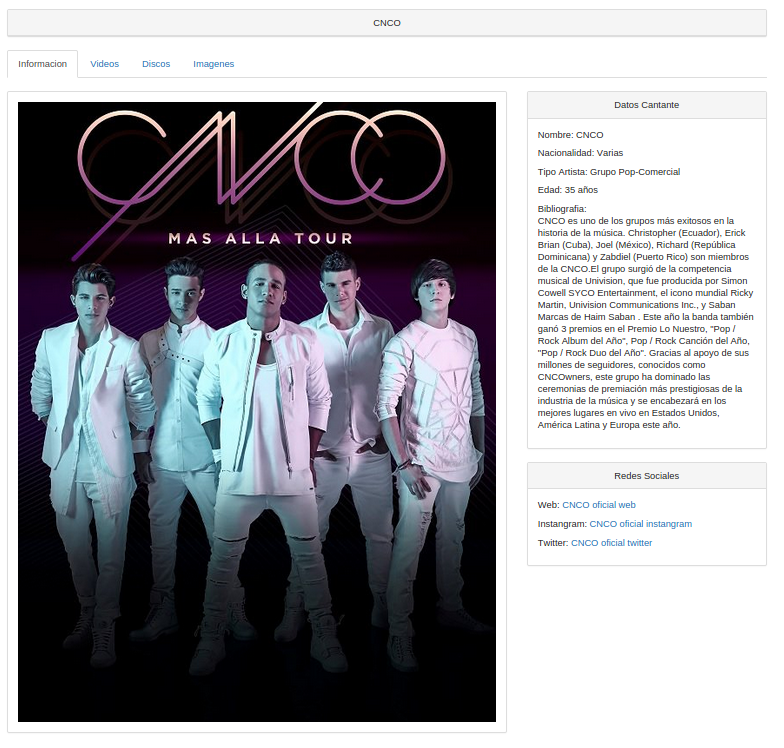 CNCO
Informacion Videos Discos Imagenes
CNCO
MAS ALLA TOUR
Datos Cantante
Nombre: CNCO
Nacionalidad: Varias
Tipo Artista: Grupo Pop-Comercial
Edad: 35 años
Bibliografia:
CNCO es uno de los grupos más exitosos en la
historia de la música. Christopher (Ecuador), Erick
Brian (Cuba), Joel (México), Richard (República
Dominicana) y Zabdiel (Puerto Rico) son miembros
de la CNCO.El grupo surgió de la competencia
musical de Univision, que fue producida por Simon
Cowell SYCO Entertainment, el icono mundial Ricky
Martin, Univision Communications Inc., y Saban
Marcas de Haim Saban . Este año la banda también
ganó 3 premios en el Premio Lo Nuestro, "Pop /
Rock Album del Año", Pop / Rock Canción del Año,
"Pop / Rock Duo del Año". Gracias al apoyo de sus
millones de seguidores, conocidos como
CNCOwners, este grupo ha dominado las
ceremonias de premiación más prestigiosas de la
industria de la música y se encabezará en los
mejores lugares en vivo en Estados Unidos,
América Latina y Europa este año.
Redes Sociales
Web: CNCO oficial web
Instangram: CNCO oficial instangram
Twitter: CNCO oficial twitter